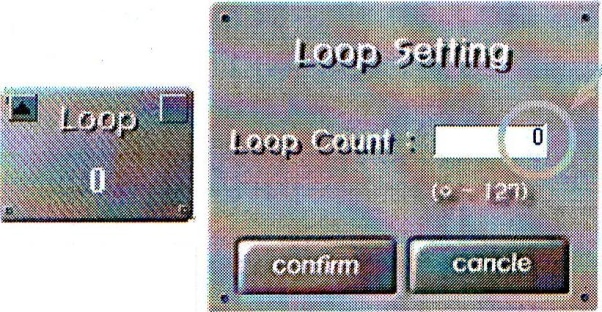 Loop
0
Loop Setting
Loop Count : 0
(0 - 127)
confirm
cancle